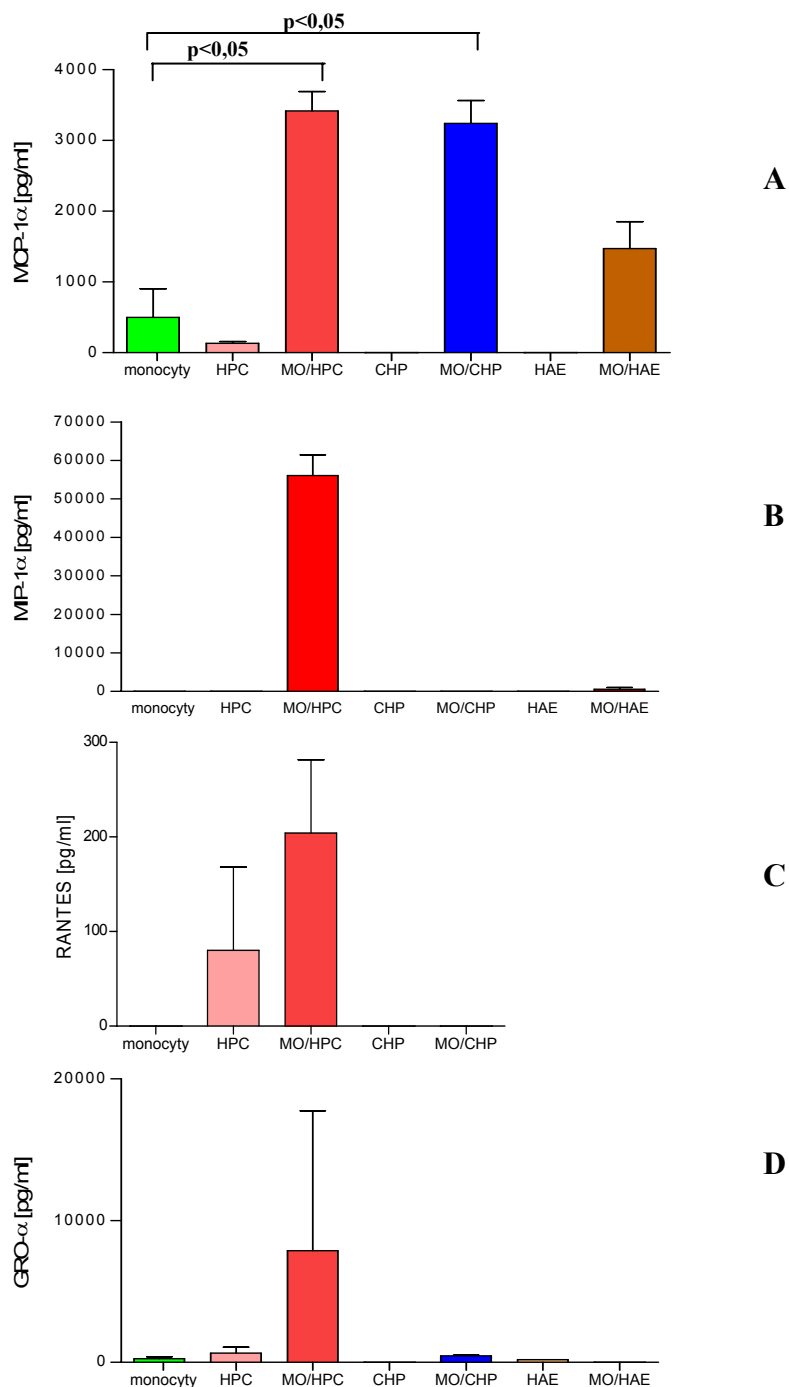 p<0,05
p<0,05
MCP-1α [pg/ml]
4000
3000
2000
1000
0
monocyty HPC MO/HPC CHP MO/CHP HAE MO/HAE
A
MIP-1α [pg/ml]
70000
60000
50000
40000
30000
20000
10000
0
monocyty HPC MO/HPC CHP MO/CHP HAE MO/HAE
B
RANTES [pg/ml]
300
200
100
0
monocyty HPC MO/HPC CHP MO/CHP
C
GRO-α [pg/ml]
20000
10000
0
monocyty HPC MO/HPC CHP MO/CHP HAE MO/HAE
D